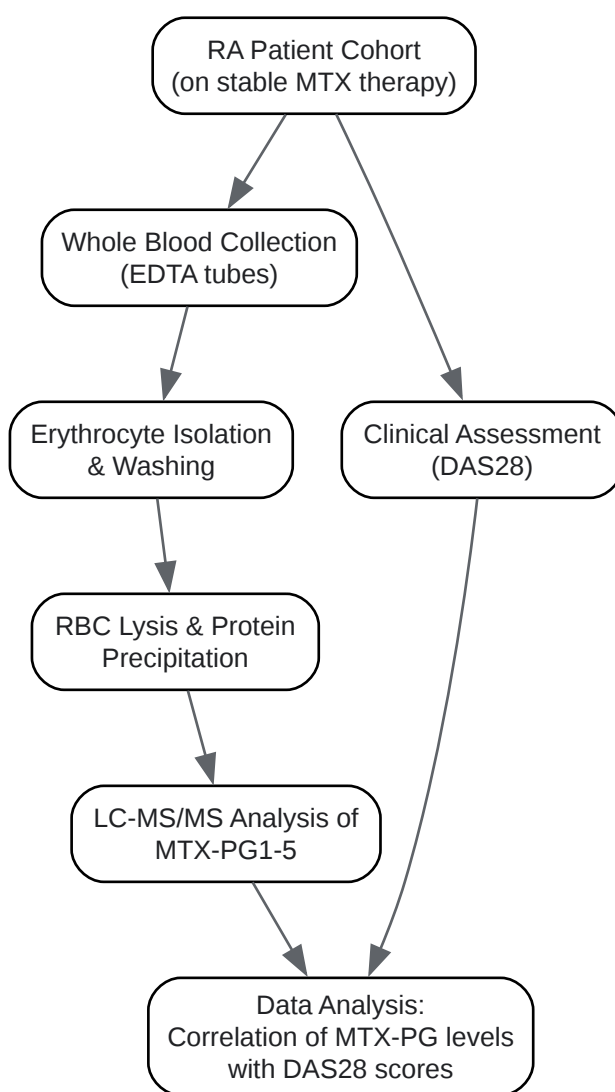 RA Patient Cohort
(on stable MTX therapy)
Whole Blood Collection
(EDTA tubes)
Erythrocyte Isolation
& Washing
Clinical Assessment
(DAS28)
RBC Lysis & Protein
Precipitation
LC-MS/MS Analysis of
MTX-PG1-5
Data Analysis:
Correlation of MTX-PG levels
with DAS28 scores